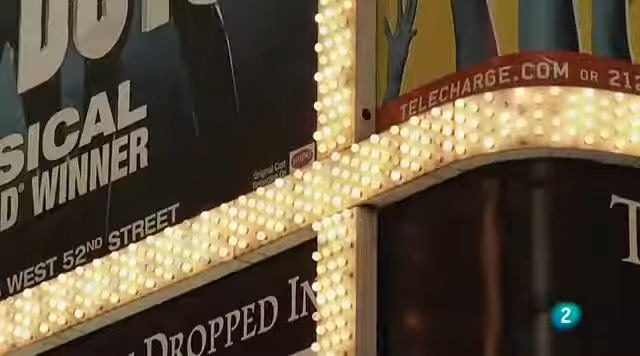 SICAL
D® WINNER
WEST 52ND STREET
Original Cast
TELECHARGE.COM OR 212
DROPPED IN
T
2